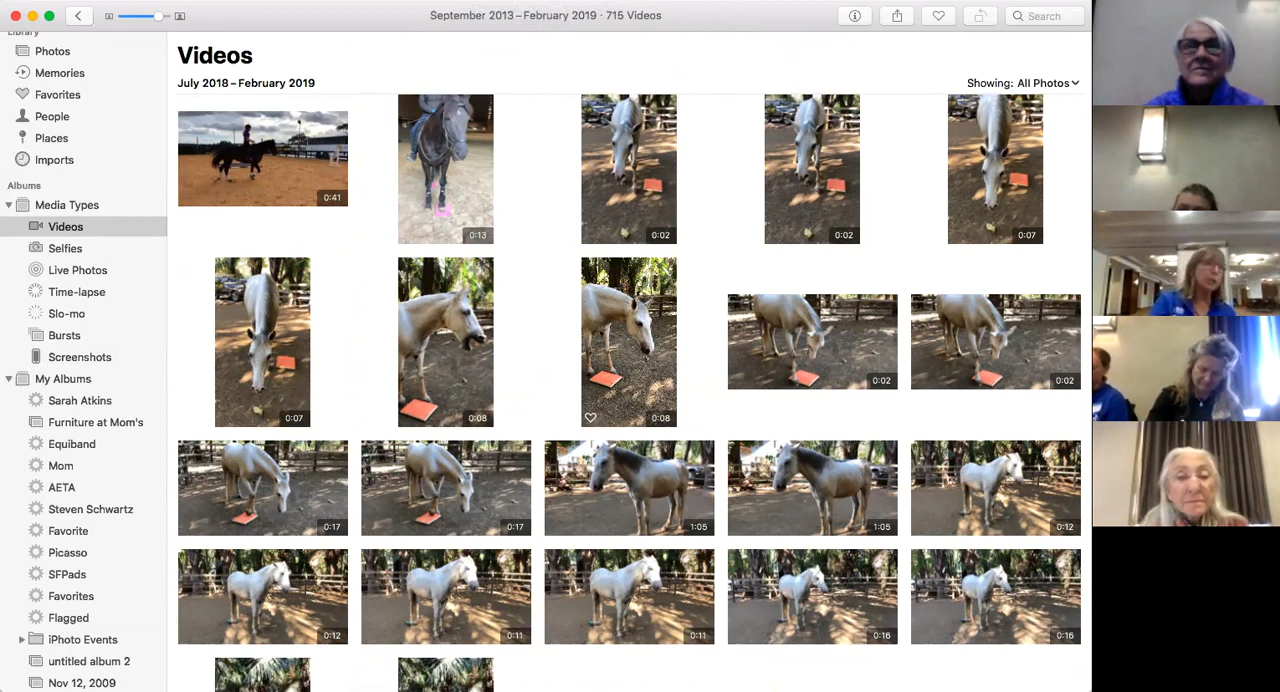 September 2013 – February 2019 · 715 Videos
Search
Library
Photos
Memories
Favorites
People
Places
Imports
Albums
Media Types
Videos
Selfies
Live Photos
Time-lapse
Slo-mo
Bursts
Screenshots
My Albums
Sarah Atkins
Furniture at Mom's
Equiband
Mom
AETA
Steven Schwartz
Favorite
Picasso
SFPads
Favorites
Flagged
iPhoto Events
untitled album 2
Nov 12, 2009
Videos
July 2018 – February 2019
Showing: All Photos
0:41
0:13
0:02
0:02
0:07
0:07
0:08
0:08
0:02
0:02
0:17
0:17
1:05
1:05
0:12
0:12
0:11
0:11
0:16
0:16